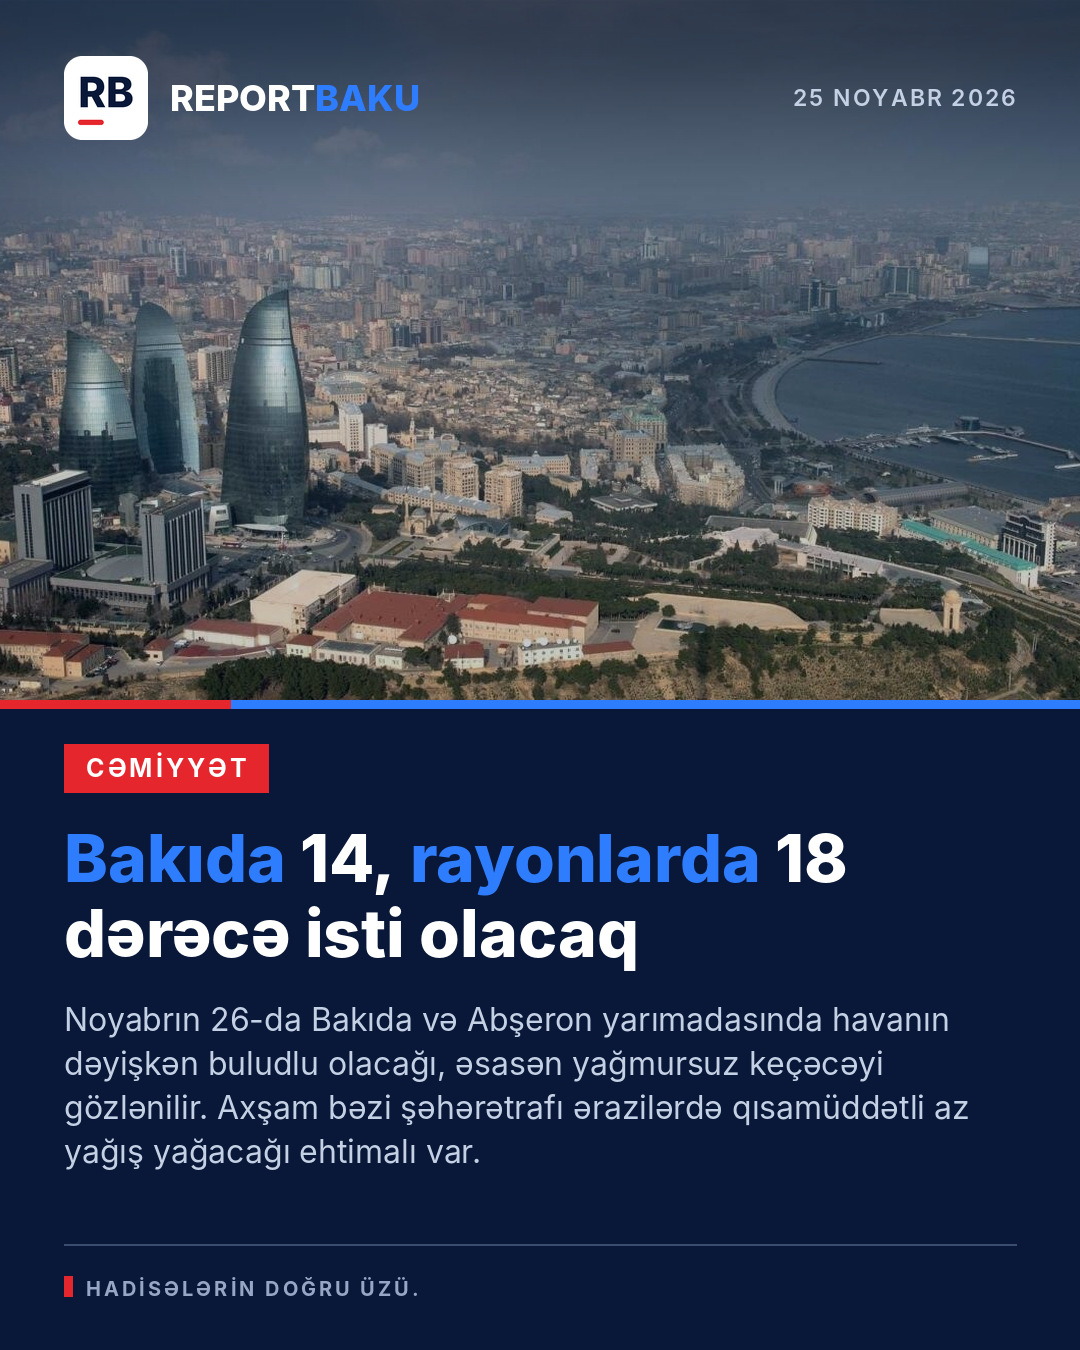 RB
REPORTBAKU
25 NOYABR 2026
CƏMİYYƏT
Bakıda 14, rayonlarda 18
dərəcə isti olacaq
Noyabrın 26-da Bakıda və Abşeron yarımadasında havanın
dəyişkən buludlu olacağı, əsasən yağmursuz keçəcəyi
gözlənilir. Axşam bəzi şəhərətrafı ərazilərdə qısamüddətli az
yağış yağacağı ehtimalı var.
HADİSƏLƏRİN DOĞRU ÜZÜ.